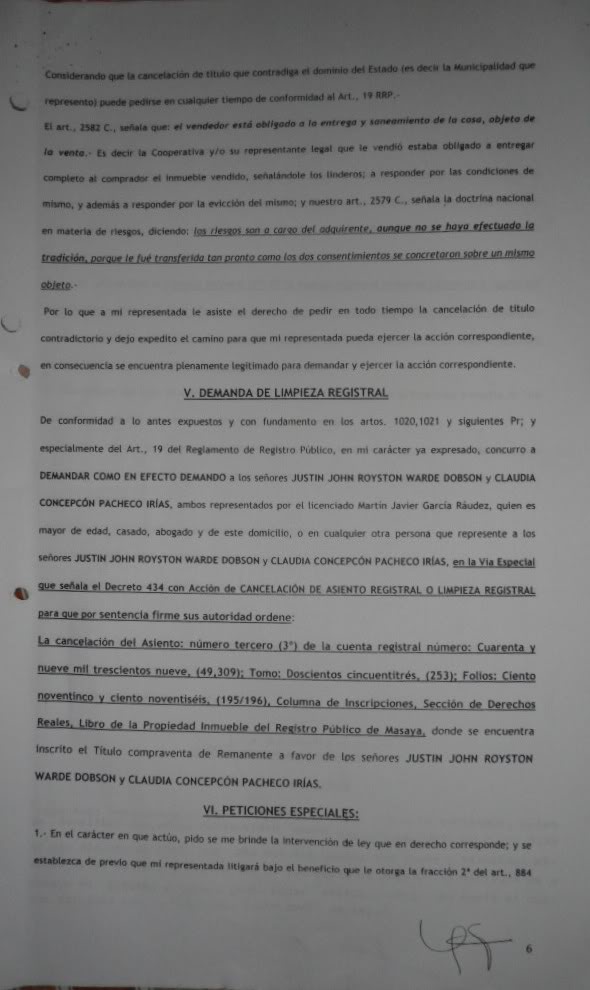 Considerando que la cancelación de título que contradiga el dominio del Estado (es decir la Municipalidad que
represento) puede pedirse en cualquier tiempo de conformidad al Art., 19 RRP.-
El art., 2582 C., señala que: el vendedor está obligado a la entrega y saneamiento de la cosa, objeto de
la venta.- Es decir la Cooperativa y/o su representante legal que le vendió estaba obligado a entregar
completo al comprador el inmueble vendido, señalándole los linderos; a responder por las condiciones de
mismo, y además a responder por la evicción del mismo; y nuestro art., 2579 C., señala la doctrina nacional
en materia de riesgos, diciendo: los riesgos son a cargo del adquirente, aunque no se haya efectuado la
tradición, porque le fué transferida tan pronto como los dos consentimientos se concretaron sobre un mismo
objeto.-
Por lo que a mi representada le asiste el derecho de pedir en todo tiempo la cancelación de título
contradictorio y dejo expedito el camino para que mi representada pueda ejercer la acción correspondiente,
en consecuencia se encuentra plenamente legitimado para demandar y ejercer la acción correspondiente.
V. DEMANDA DE LIMPIEZA REGISTRAL
De conformidad a lo antes expuestos y con fundamento en los artos. 1020,1021 y siguientes Pr; y
especialmente del Art., 19 del Reglamento de Registro Público, en mi carácter ya expresado, concurro a
DEMANDAR COMO EN EFECTO DEMANDO a los señores JUSTIN JOHN ROYSTON WARDE DOBSON y CLAUDIA
CONCEPCÓN PACHECO IRÍAS, ambos representados por el licenciado Martín Javier García Ráudez, quien es
mayor de edad, casado, abogado y de este domicilio, o en cualquier otra persona que represente a los
señores JUSTIN JOHN ROYSTON WARDE DOBSON y CLAUDIA CONCEPCÓN PACHECO IRÍAS, en la Vía Especial
que señala el Decreto 434 con Acción de CANCELACIÓN DE ASIENTO REGISTRAL O LIMPIEZA REGISTRAL
para que por sentencia firme sus autoridad ordene:
La cancelación del Asiento: número tercero (3°) de la cuenta registral número: Cuarenta y
nueve mil trescientos nueve, (49,309); Tomo: Doscientos cincuentitrés, (253); Folios: Ciento
noventinco y ciento noventiséis, (195/196), Columna de Inscripciones, Sección de Derechos
Reales, Libro de la Propiedad Inmueble del Registro Público de Masaya, donde se encuentra
inscrito el Título compraventa de Remanente a favor de los señores JUSTIN JOHN ROYSTON
WARDE DOBSON y CLAUDIA CONCEPCÓN PACHECO IRÍAS.
VI. PETICIONES ESPECIALES:
1.- En el carácter en que actúo, pido se me brinde la intervención de ley que en derecho corresponde; y se
establezca de previo que mi representada litigará bajo el beneficio que le otorga la fracción 2° del art., 884
6